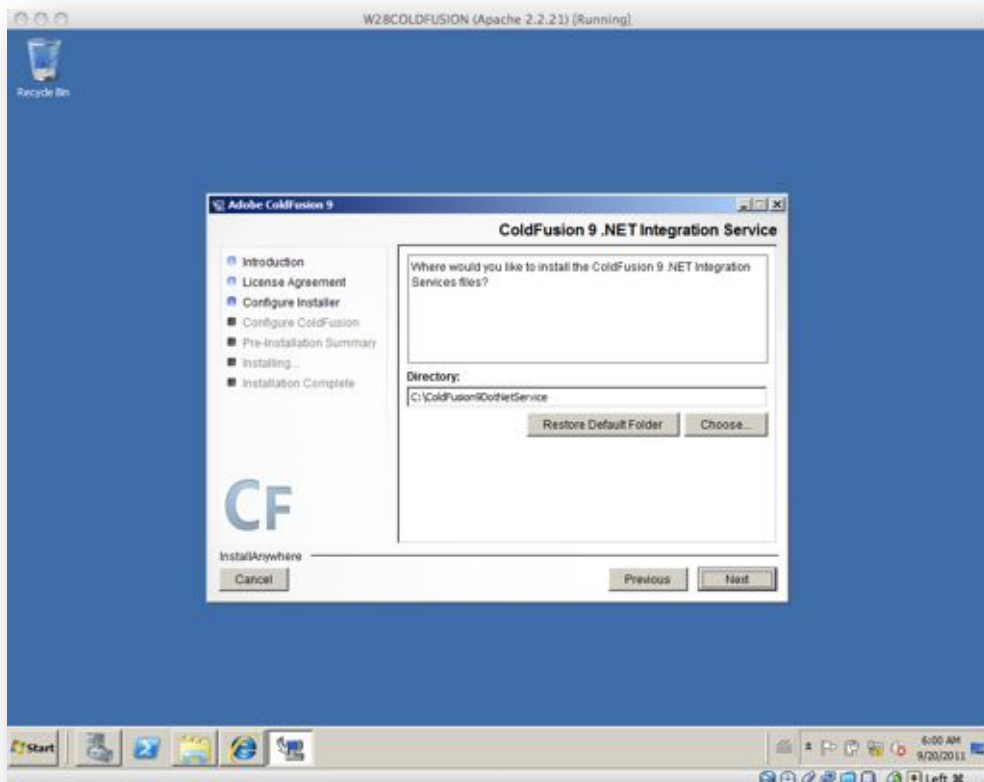 W28COLDFUSION (Apache 2.2.21) [Running]
Recycle Bin
Adobe ColdFusion 9
ColdFusion 9 .NET Integration Service
Introduction
License Agreement
Configure Installer
Configure ColdFusion
Pre-Installation Summary
Installing...
Installation Complete
Where would you like to install the ColdFusion 9 .NET Integration
Services files?
Directory:
C:\ColdFusion9DotNetService
Restore Default Folder
Choose...
CF
InstallAnywhere
Cancel
Previous
Next
Start
6:00 AM
9/20/2011
Left ⌘